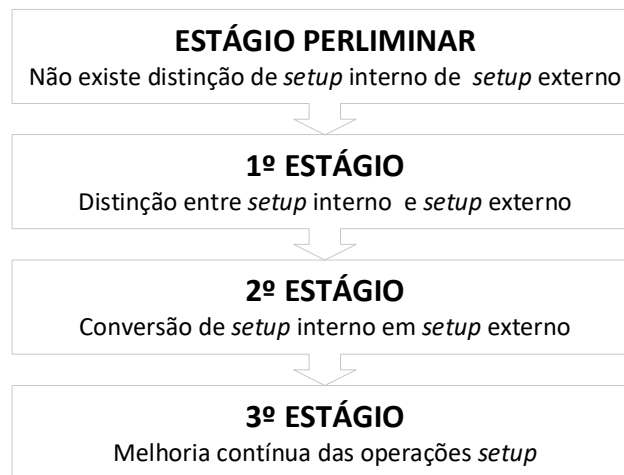 ESTÁGIO PERLIMINAR
Não existe distinção de setup interno de setup externo
1º ESTÁGIO
Distinção entre setup interno e setup externo
2º ESTÁGIO
Conversão de setup interno em setup externo
3º ESTÁGIO
Melhoria contínua das operações setup